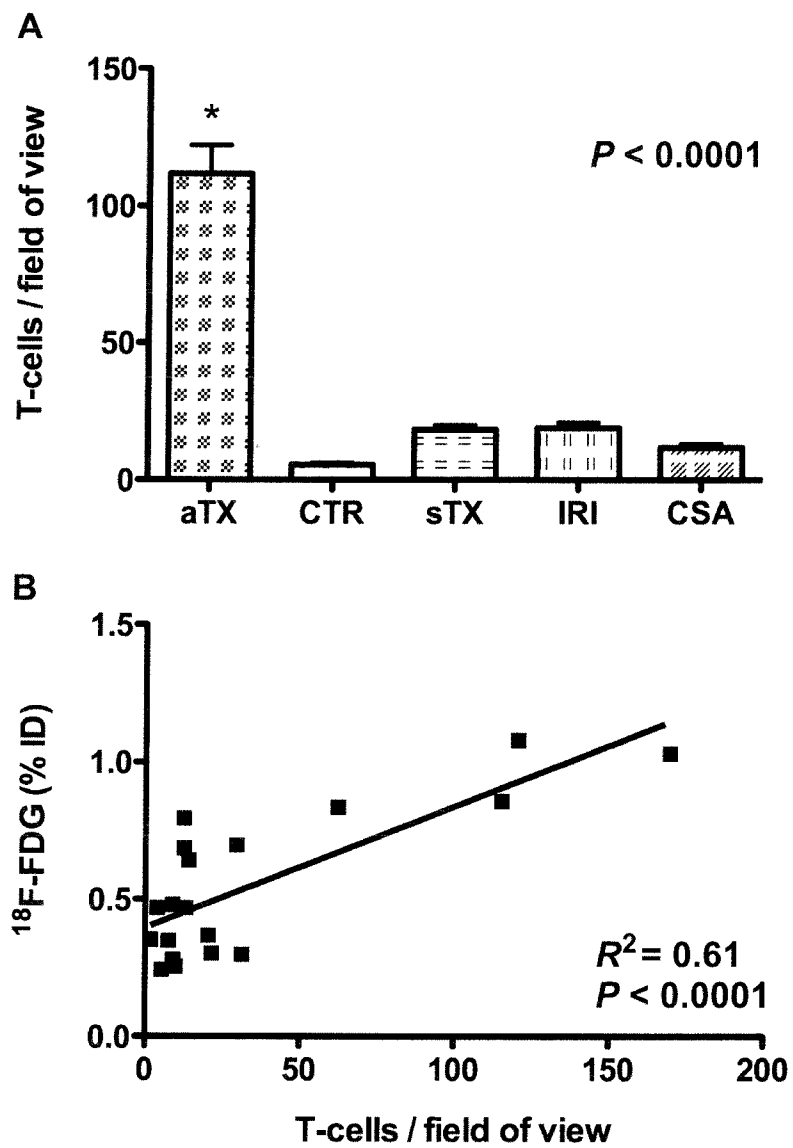 A
150
100
50
0
T-cells / field of view
*
P < 0.0001
aTX CTR sTX IRI CSA
B
1.5
1.0
0.5
0.0
18F-FDG (% ID)
R2 = 0.61
P < 0.0001
0 50 100 150 200
T-cells / field of view